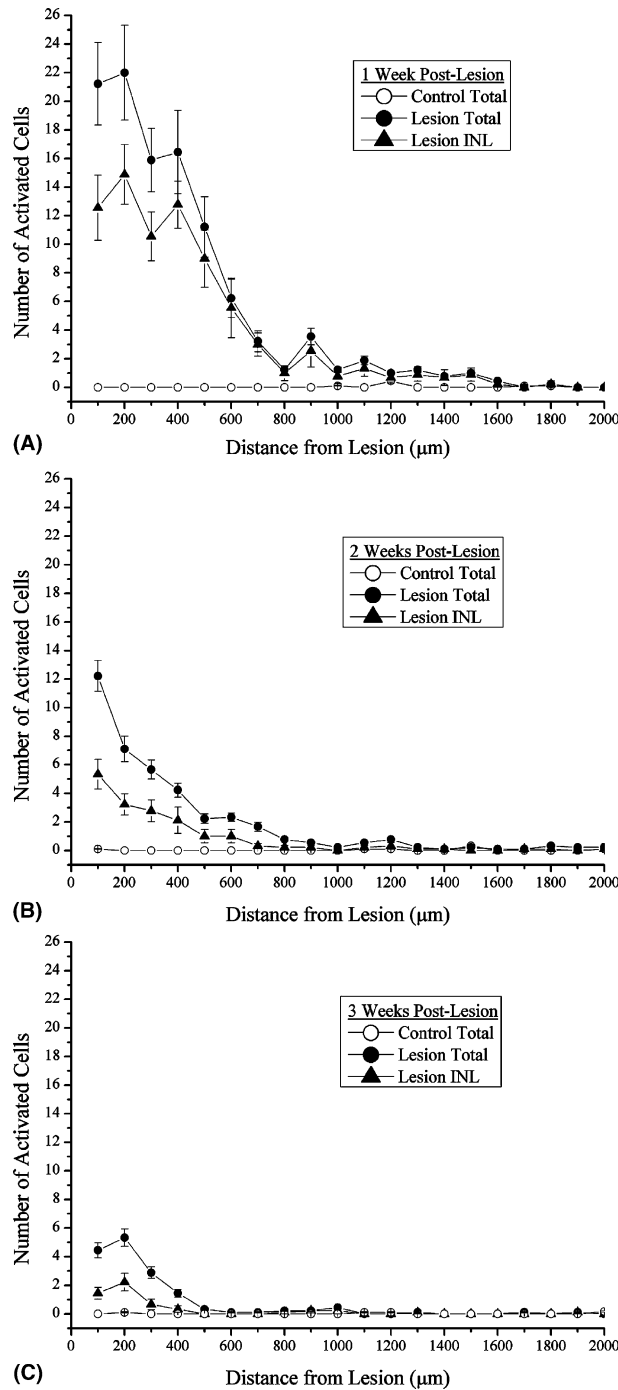 26
24
22
20
18
16
14
12
10
8
6
4
2
0
Number of Activated Cells
1 Week Post-Lesion
Control Total
Lesion Total
Lesion INL
0 200 400 600 800 1000 1200 1400 1600 1800 2000
(A)
Distance from Lesion (μm)
26
24
22
20
18
16
14
12
10
8
6
4
2
0
Number of Activated Cells
2 Weeks Post-Lesion
Control Total
Lesion Total
Lesion INL
0 200 400 600 800 1000 1200 1400 1600 1800 2000
(B)
Distance from Lesion (μm)
26
24
22
20
18
16
14
12
10
8
6
4
2
0
Number of Activated Cells
3 Weeks Post-Lesion
Control Total
Lesion Total
Lesion INL
0 200 400 600 800 1000 1200 1400 1600 1800 2000
(C)
Distance from Lesion (μm)